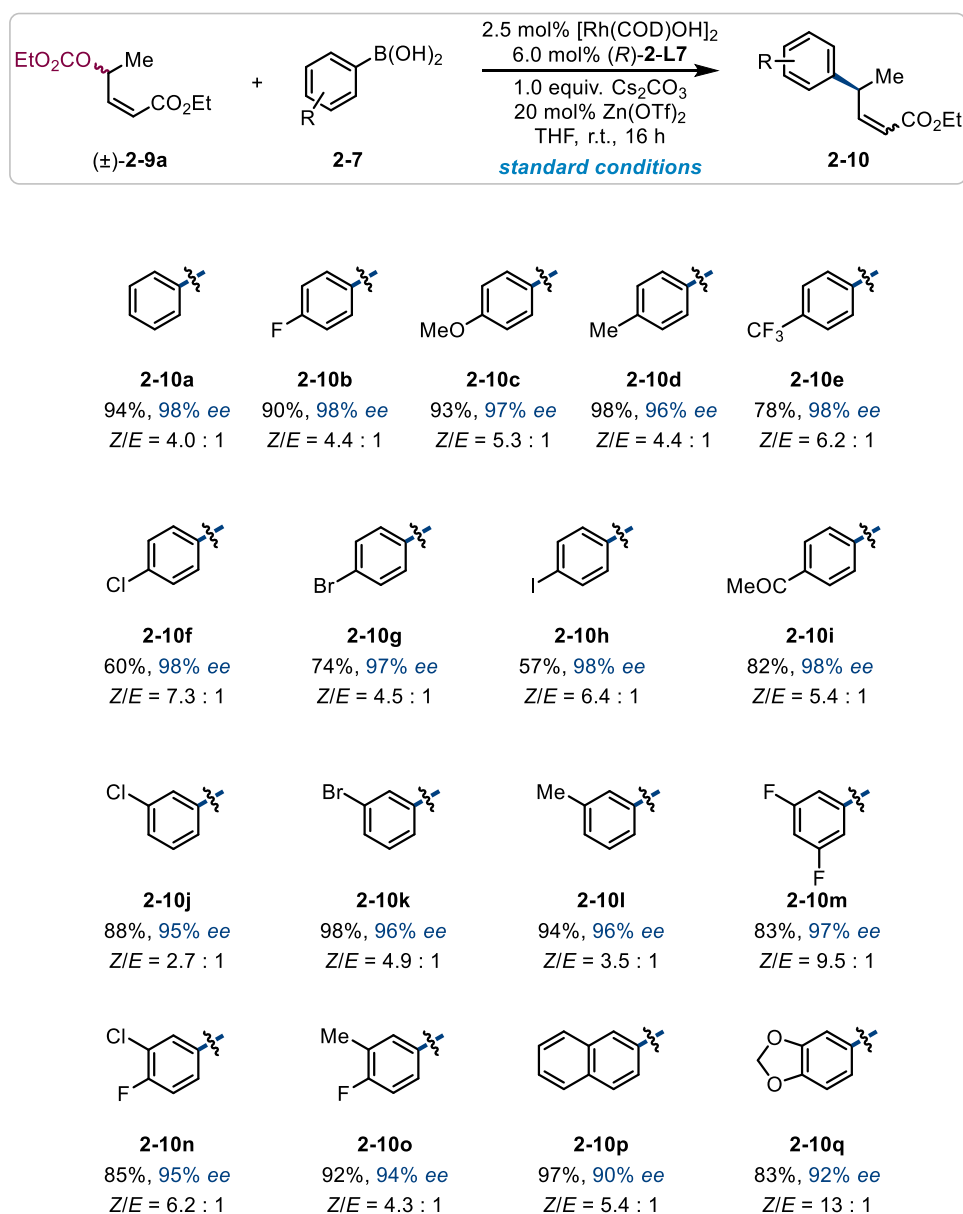 EtOCO Me
CO₂Et
(±)-2-9a
+
B(OH)₂
R
2-7
2.5 mol% [Rh(COD)OH]₂
6.0 mol% (R)-2-L7
1.0 equiv. Cs₂CO₃
20 mol% Zn(OTf)₂
THF, r.t., 16 h
standard conditions
R
Me
CO₂Et
2-10
F MeO Me CF₃
2-10a 2-10b 2-10c 2-10d 2-10e
94%, 98% ee 90%, 98% ee 93%, 97% ee 98%, 96% ee 78%, 98% ee
Z/E = 4.0 : 1 Z/E = 4.4 : 1 Z/E = 5.3 : 1 Z/E = 4.4 : 1 Z/E = 6.2 : 1
Cl Br I MeOC
2-10f 2-10g 2-10h 2-10i
60%, 98% ee 74%, 97% ee 57%, 98% ee 82%, 98% ee
Z/E = 7.3 : 1 Z/E = 4.5 : 1 Z/E = 6.4 : 1 Z/E = 5.4 : 1
Cl Br Me F
F
2-10j 2-10k 2-10l 2-10m
88%, 95% ee 98%, 96% ee 94%, 96% ee 83%, 97% ee
Z/E = 2.7 : 1 Z/E = 4.9 : 1 Z/E = 3.5 : 1 Z/E = 9.5 : 1
Cl Me O
F F O
2-10n 2-10o 2-10p 2-10q
85%, 95% ee 92%, 94% ee 97%, 90% ee 83%, 92% ee
Z/E = 6.2 : 1 Z/E = 4.3 : 1 Z/E = 5.4 : 1 Z/E = 13 : 1